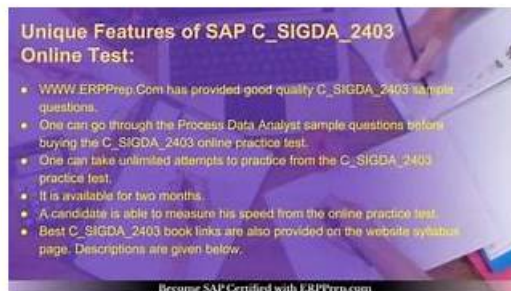 Unique Features of SAP C_SIGDA_2403
Online Test:
● WWW.ERPPrep.Com has provided good quality C_SIGDA_2403 sample
questions.
● One can go through the Process Data Analyst sample questions before
buying the C_SIGDA_2403 online practice test.
● One can take unlimited attempts to practice from the C_SIGDA_2403
practice test.
● It is available for two months.
● A candidate is able to measure his speed from the online practice test.
● Best C_SIGDA_2403 book links are also provided on the website syllabus
page. Descriptions are given below.
Become SAP Certified with ERPPrep.com